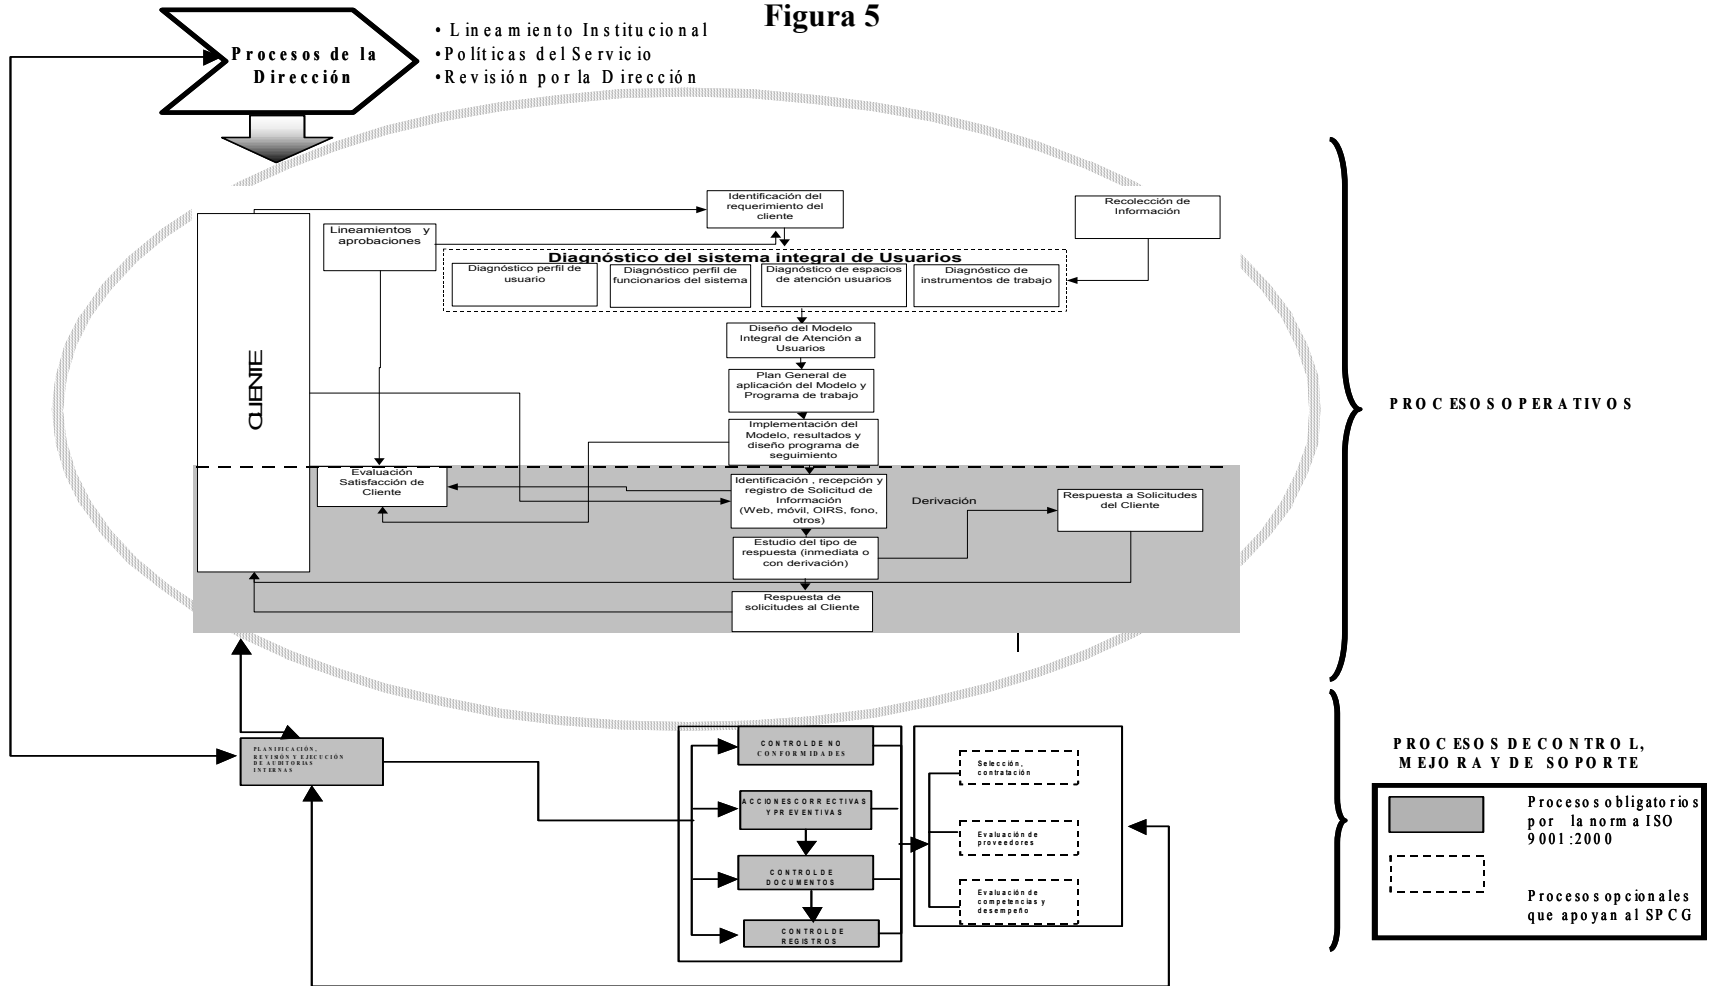 Figura 5
Procesos de la
Dirección
• Lineamiento Institucional
•Políticas del Servicio
•Revisión por la Dirección
Identificación del
requerimiento del
cliente
Recolección de
Información
Lineamientos y
aprobaciones
Diagnóstico del sistema integral de Usuarios
Diagnóstico perfil de
usuario
Diagnóstico perfil de
funcionarios del sistema
Diagnóstico de espacios
de atención usuarios
Diagnóstico de
instrumentos de trabajo
Diseño del Modelo
Integral de Atención a
Usuarios
CLIENTE
Plan General de
aplicación del Modelo y
Programa de trabajo
PROCESOS OPERATIVOS
Implementación del
Modelo, resultados y
diseño programa de
seguimiento
Evaluación
Satisfacción de
Cliente
Identificación , recepción y
registro de Solicitud de
Información
(Web, móvil, OIRS, fono,
otros)
Derivación
Respuesta a Solicitudes
del Cliente
Estudio del tipo de
respuesta (inmediata o
con derivación)
Respuesta de
solicitudes al Cliente
PLANIFICACIÓN,
REVISIÓN Y EJECUCIÓN
DE AUDITORIAS
INTERNAS
CONTROL DE NO
CONFORMIDADES
ACCIONES CORRECTIVAS
Y PREVENTIVAS
CONTROL DE
DOCUMENTOS
CONTROL DE
REGISTROS
Selección,
contratación
Evaluación de
proveedores
Evaluación de
competencias y
desempeño
PROCESOS DE CONTROL,
MEJORA Y DE SOPORTE
Procesos obligatorios
por la norma ISO
9001:2000
Procesos opcionales
que apoyan al SPCG